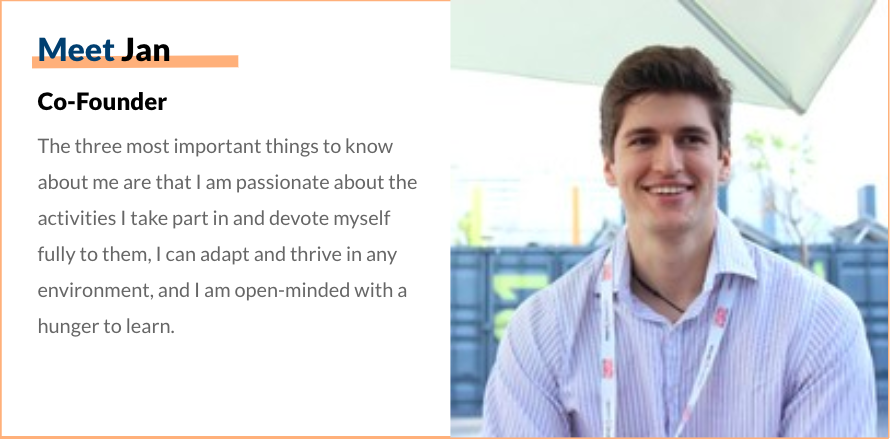 Meet Jan
Co-Founder
The three most important things to know
about me are that I am passionate about the
activities I take part in and devote myself
fully to them, I can adapt and thrive in any
environment, and I am open-minded with a
hunger to learn.